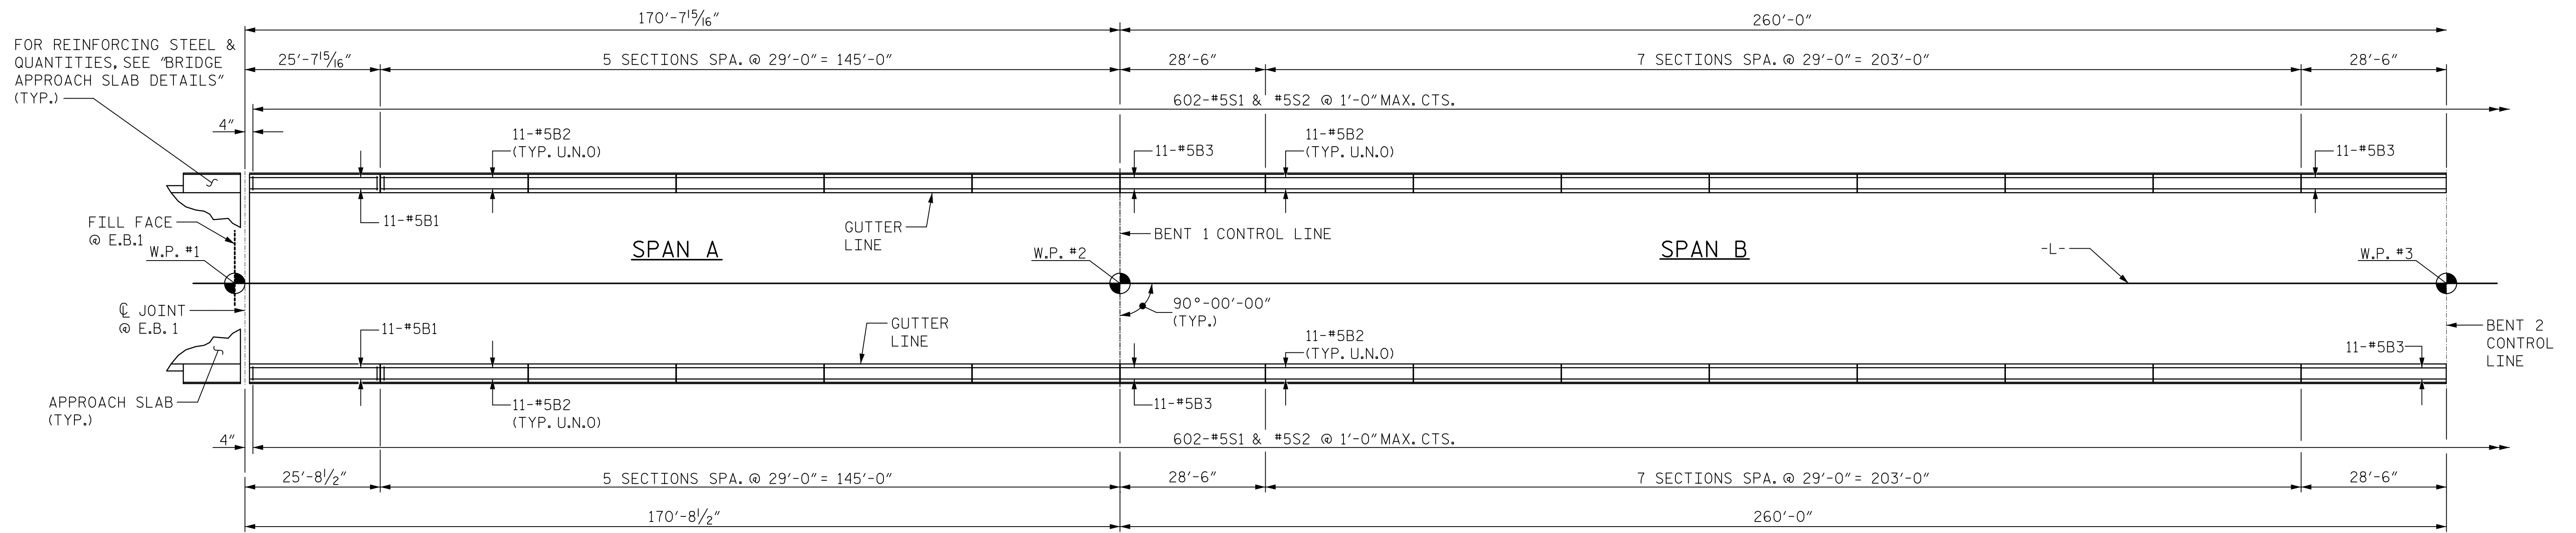 170'-7 15/16"
260'-0"
FOR REINFORCING STEEL &
QUANTITIES, SEE "BRIDGE
APPROACH SLAB DETAILS"
(TYP.)
25'-7 15/16"
5 SECTIONS SPA. @ 29'-0" = 145'-0"
28'-6"
7 SECTIONS SPA. @ 29'-0" = 203'-0"
28'-6"
602-#5S1 & #5S2 @ 1'-0" MAX. CTS.
4"
11-#5B2
(TYP. U.N.O)
11-#5B3
11-#5B2
(TYP. U.N.O)
11-#5B3
11-#5B1
GUTTER
LINE
FILL FACE
@ E.B.1
W.P. #1
SPAN A
BENT 1 CONTROL LINE
W.P. #2
SPAN B
-L-
W.P. #3
90°-00'-00"
(TYP.)
℄ JOINT
@ E.B. 1
11-#5B1
GUTTER
LINE
11-#5B2
(TYP. U.N.O)
11-#5B3
BENT 2
CONTROL
LINE
APPROACH SLAB
(TYP.)
11-#5B2
(TYP. U.N.O)
11-#5B3
4"
602-#5S1 & #5S2 @ 1'-0" MAX. CTS.
25'-8 1/2"
5 SECTIONS SPA. @ 29'-0" = 145'-0"
28'-6"
7 SECTIONS SPA. @ 29'-0" = 203'-0"
28'-6"
170'-8 1/2"
260'-0"